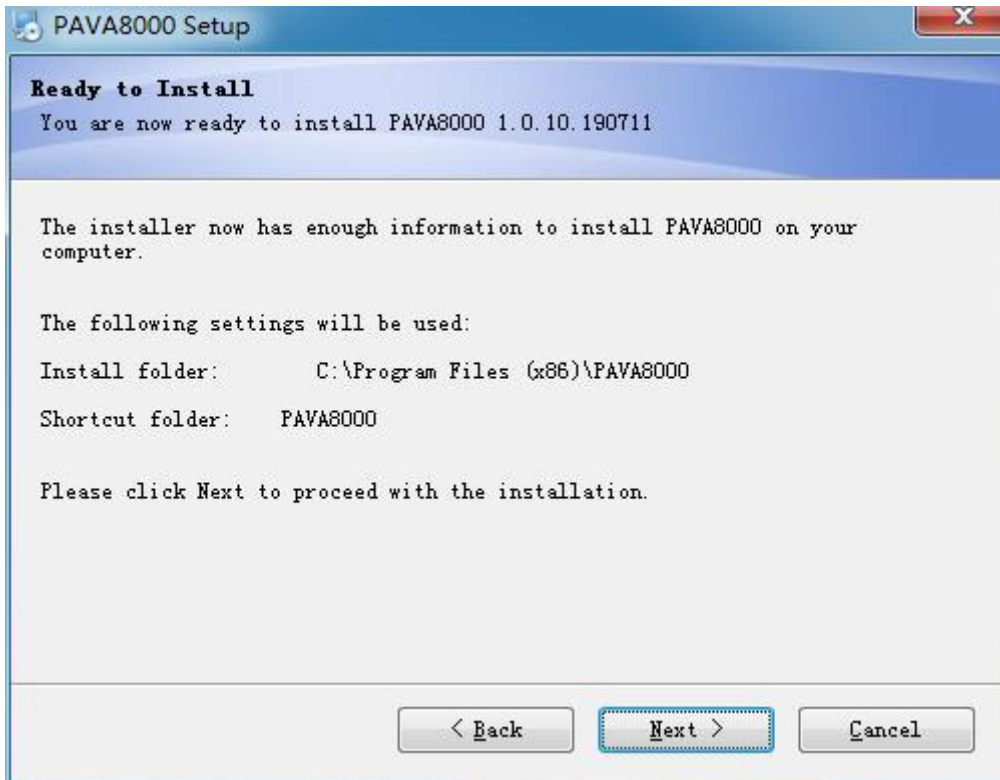 PAVA8000 Setup
Ready to Install
You are now ready to install PAVA8000 1.0.10.190711
The installer now has enough information to install PAVA8000 on your
computer.
The following settings will be used:
Install folder: C:\Program Files (x86)\PAVA8000
Shortcut folder: PAVA8000
Please click Next to proceed with the installation.
< Back
Next >
Cancel